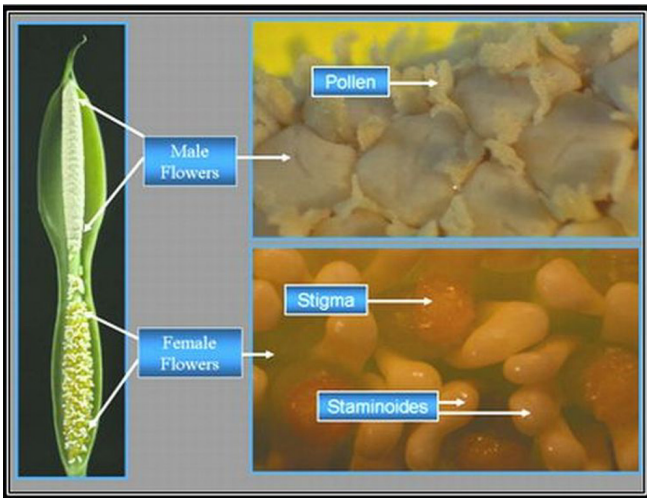 Pollen
Male
Flowers
Stigma
Female
Flowers
Staminoides